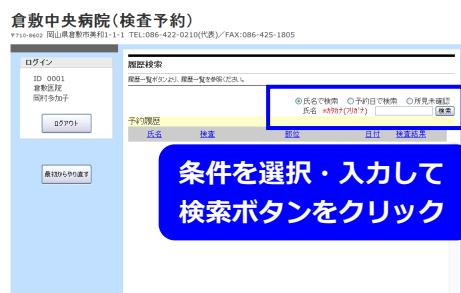 倉敷中央病院(検査予約)
〒710-8602 岡山県倉敷市美和1-1-1 TEL:086-422-0210(代表)/FAX:086-425-1805
ログイン
ID 0001
倉敷医院
岡村多加子
ログアウト
最初からやり直す
履歴検索
履歴一覧ボタンより、履歴一覧を参照ください。
氏名で検索 予約日で検索 所見未確認
氏名 *ｶﾀｶﾅ(ﾌﾘｶﾞﾅ) 検索
予約履歴
氏名 検査 部位 日付 検査結果
条件を選択・入力して
検索ボタンをクリック